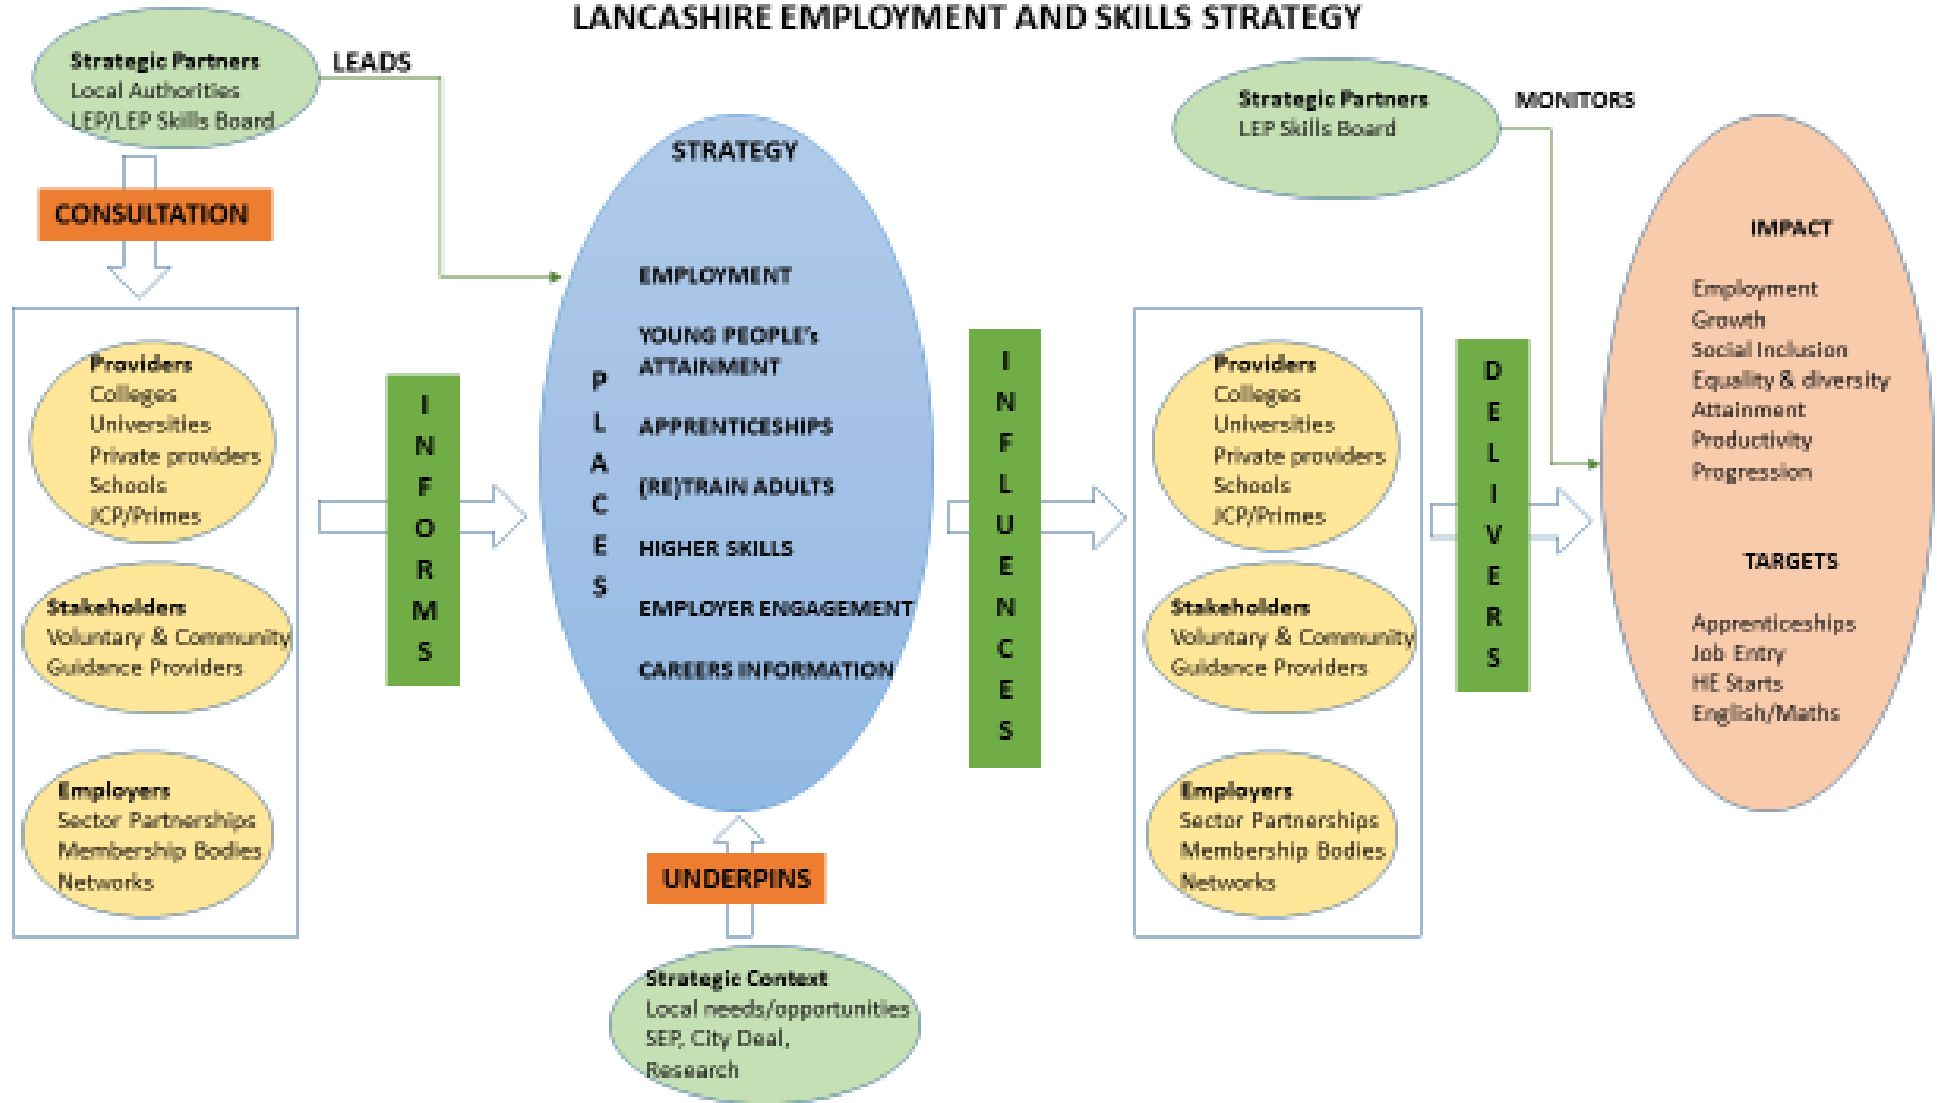 LANCASHIRE EMPLOYMENT AND SKILLS STRATEGY
Strategic Partners
Local Authorities
LEP/LEP Skills Board
LEADS
CONSULTATION
Providers
Colleges
Universities
Private providers
Schools
JCP/Primes
Stakeholders
Voluntary & Community
Guidance Providers
Employers
Sector Partnerships
Membership Bodies
Networks
INFORMS
STRATEGY
PLACES
EMPLOYMENT
YOUNG PEOPLE's
ATTAINMENT
APPRENTICESHIPS
(RE)TRAIN ADULTS
HIGHER SKILLS
EMPLOYER ENGAGEMENT
CAREERS INFORMATION
UNDERPINS
Strategic Context
Local needs/opportunities
SEP, City Deal,
Research
INFLUENCES
Strategic Partners
LEP Skills Board
MONITORS
Providers
Colleges
Universities
Private providers
Schools
JCP/Primes
Stakeholders
Voluntary & Community
Guidance Providers
Employers
Sector Partnerships
Membership Bodies
Networks
DELIVERS
IMPACT
Employment
Growth
Social Inclusion
Equality & diversity
Attainment
Productivity
Progression
TARGETS
Apprenticeships
Job Entry
HE Starts
English/Maths